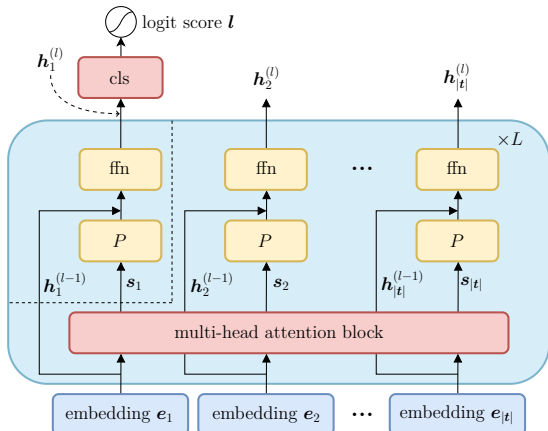 logit score l
h_1^{(l)}
cls
h_2^{(l)}
h_{|t|}^{(l)}
×L
ffn
ffn
...
ffn
P
P
P
h_1^{(l-1)}
s_1
h_2^{(l-1)}
s_2
h_{|t|}^{(l-1)}
s_{|t|}
multi-head attention block
embedding e_1
embedding e_2
...
embedding e_{|t|}